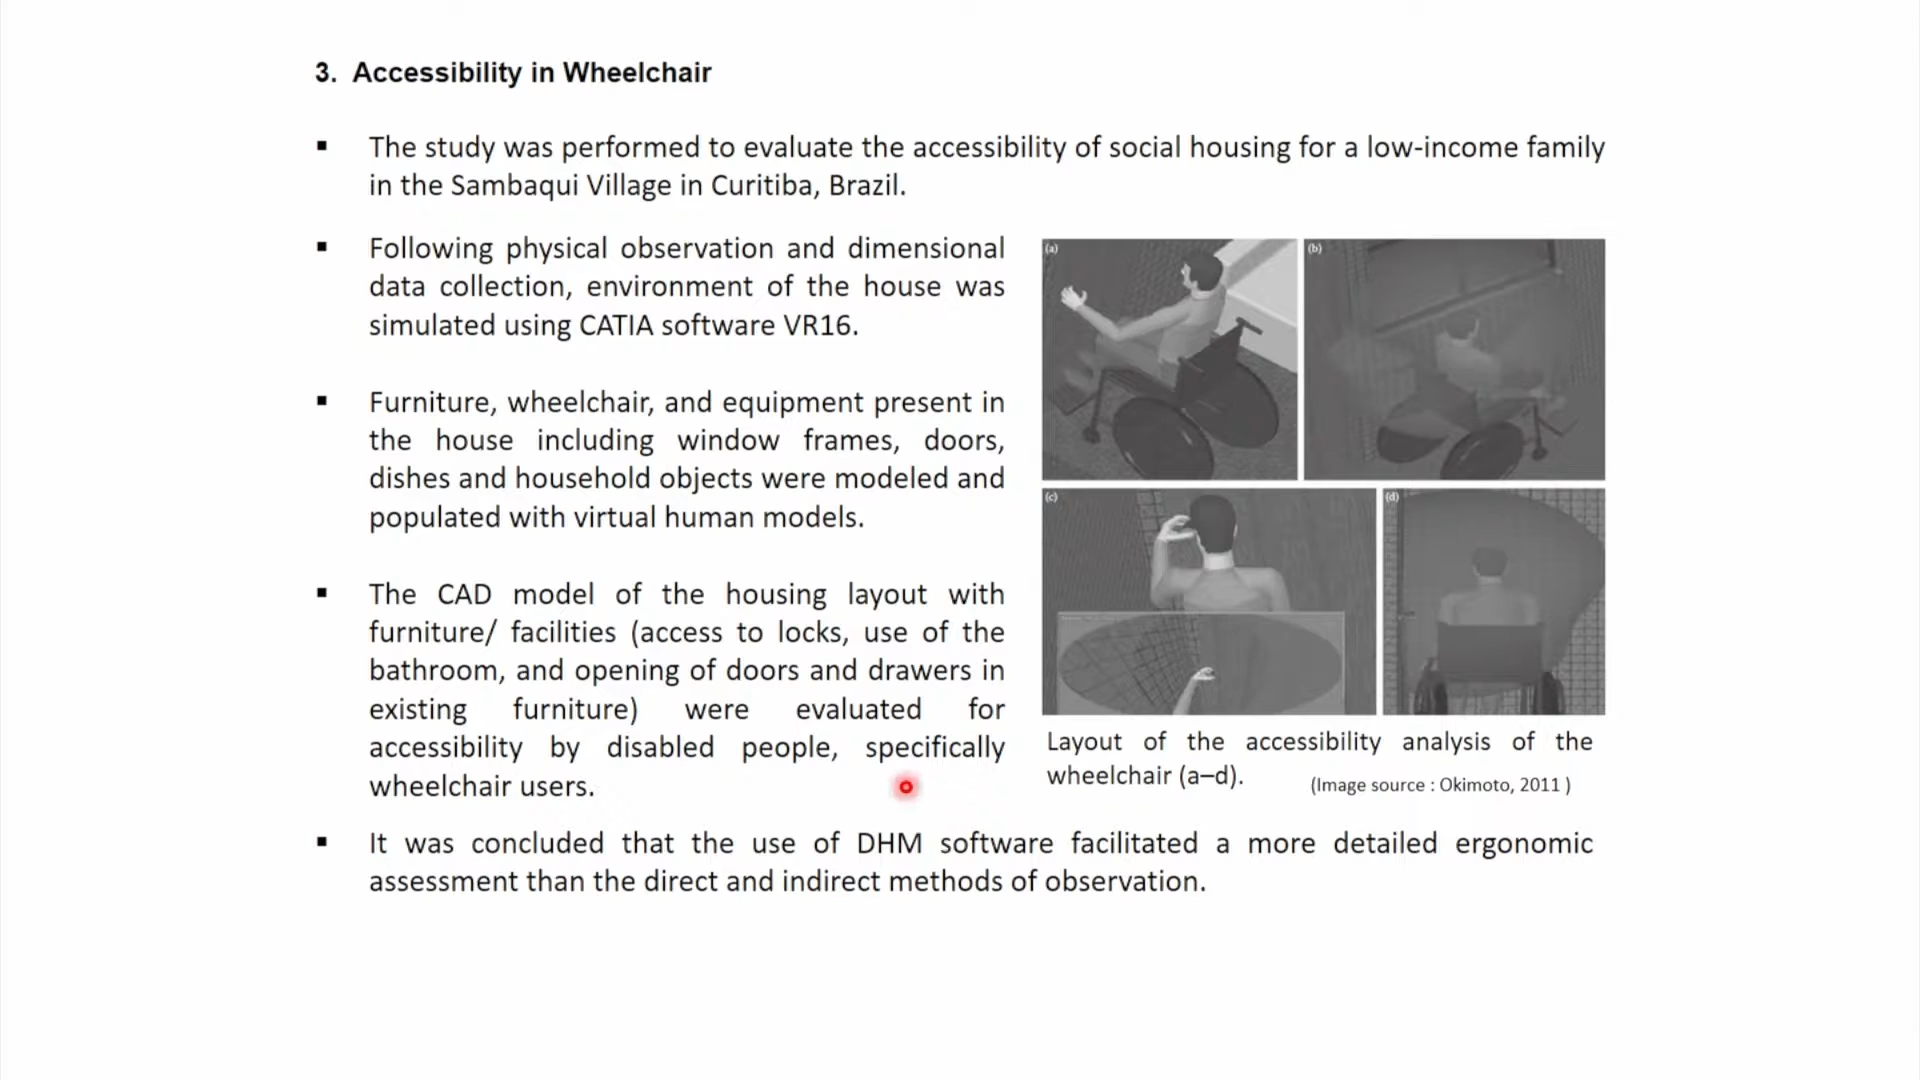 3. Accessibility in Wheelchair
▪ The study was performed to evaluate the accessibility of social housing for a low-income family
in the Sambaqui Village in Curitiba, Brazil.
▪ Following physical observation and dimensional
data collection, environment of the house was
simulated using CATIA software VR16.
▪ Furniture, wheelchair, and equipment present in
the house including window frames, doors,
dishes and household objects were modeled and
populated with virtual human models.
▪ The CAD model of the housing layout with
furniture/ facilities (access to locks, use of the
bathroom, and opening of doors and drawers in
existing furniture) were evaluated for
accessibility by disabled people, specifically
wheelchair users.
(a)
(b)
(c)
(d)
Layout of the accessibility analysis of the
wheelchair (a–d).
(Image source : Okimoto, 2011 )
▪ It was concluded that the use of DHM software facilitated a more detailed ergonomic
assessment than the direct and indirect methods of observation.